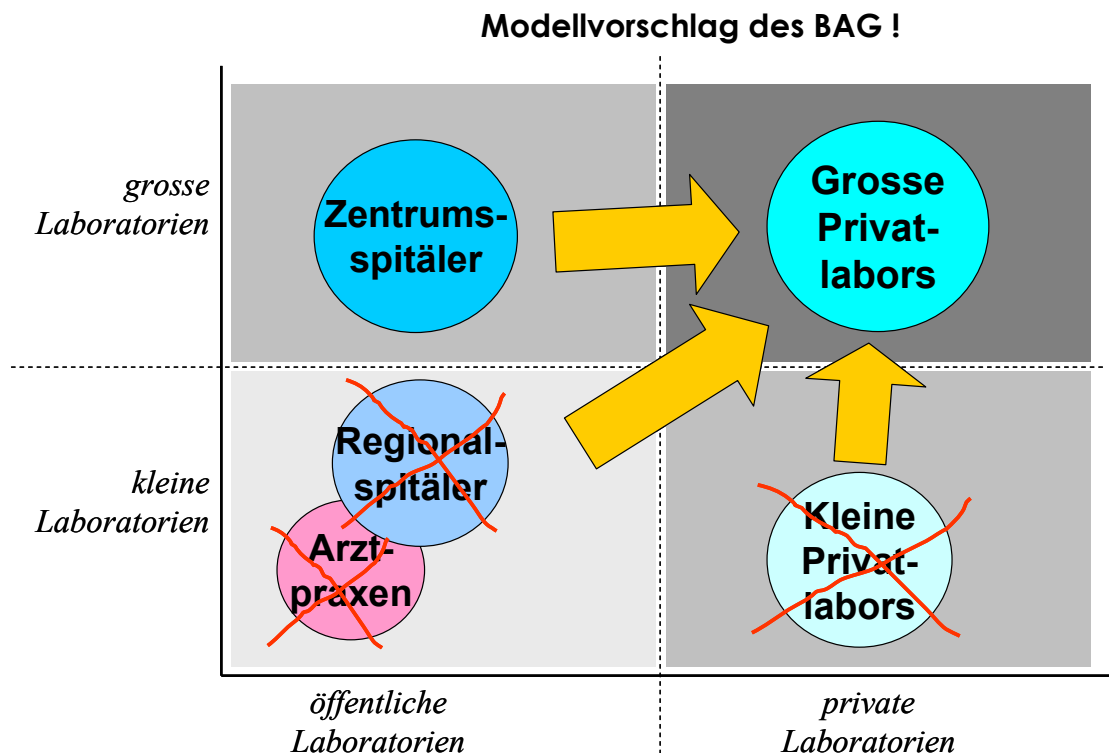 Modellvorschlag des BAG !
grosse
Laboratorien
Zentrums-
spitäler
Grosse
Privat-
labors
kleine
Laboratorien
Regional-
spitäler
Arzt-
praxen
Kleine
Privat-
labors
öffentliche
Laboratorien
private
Laboratorien